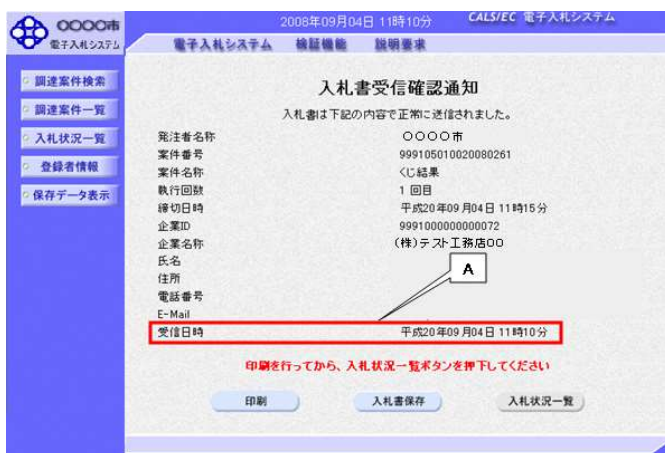 〇〇〇〇市
電子入札システム
2008年09月04日 11時10分
CALS/EC 電子入札システム
電子入札システム 検証機能 説明要求
調達案件検索
調達案件一覧
入札状況一覧
登録者情報
保存データ表示
入札書受信確認通知
入札書は下記の内容で正常に送信されました。
発注者名称 〇〇〇〇市
案件番号 999105010020080261
案件名称 くじ結果
執行回数 1 回目
締切日時 平成20年09月04日 11時15分
企業ID 9991000000000072
企業名称 (株)テスト工務店〇〇
氏名
住所
A
電話番号
E-Mail
受信日時 平成20年09月04日 11時10分
印刷を行ってから、入札状況一覧ボタンを押下してください
印刷 入札書保存 入札状況一覧